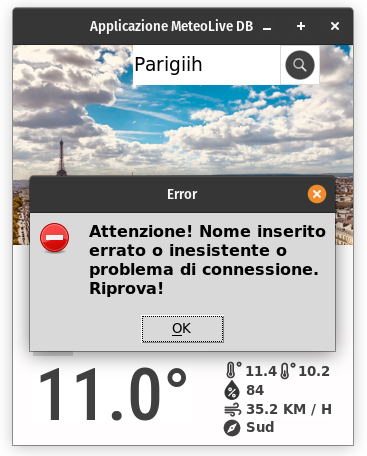 Applicazione MeteoLive DB
Parigiih
Error
Attenzione! Nome inserito
errato o inesistente o
problema di connessione.
Riprova!
OK
11.0°
11.4 10.2
84
35.2 KM / H
Sud